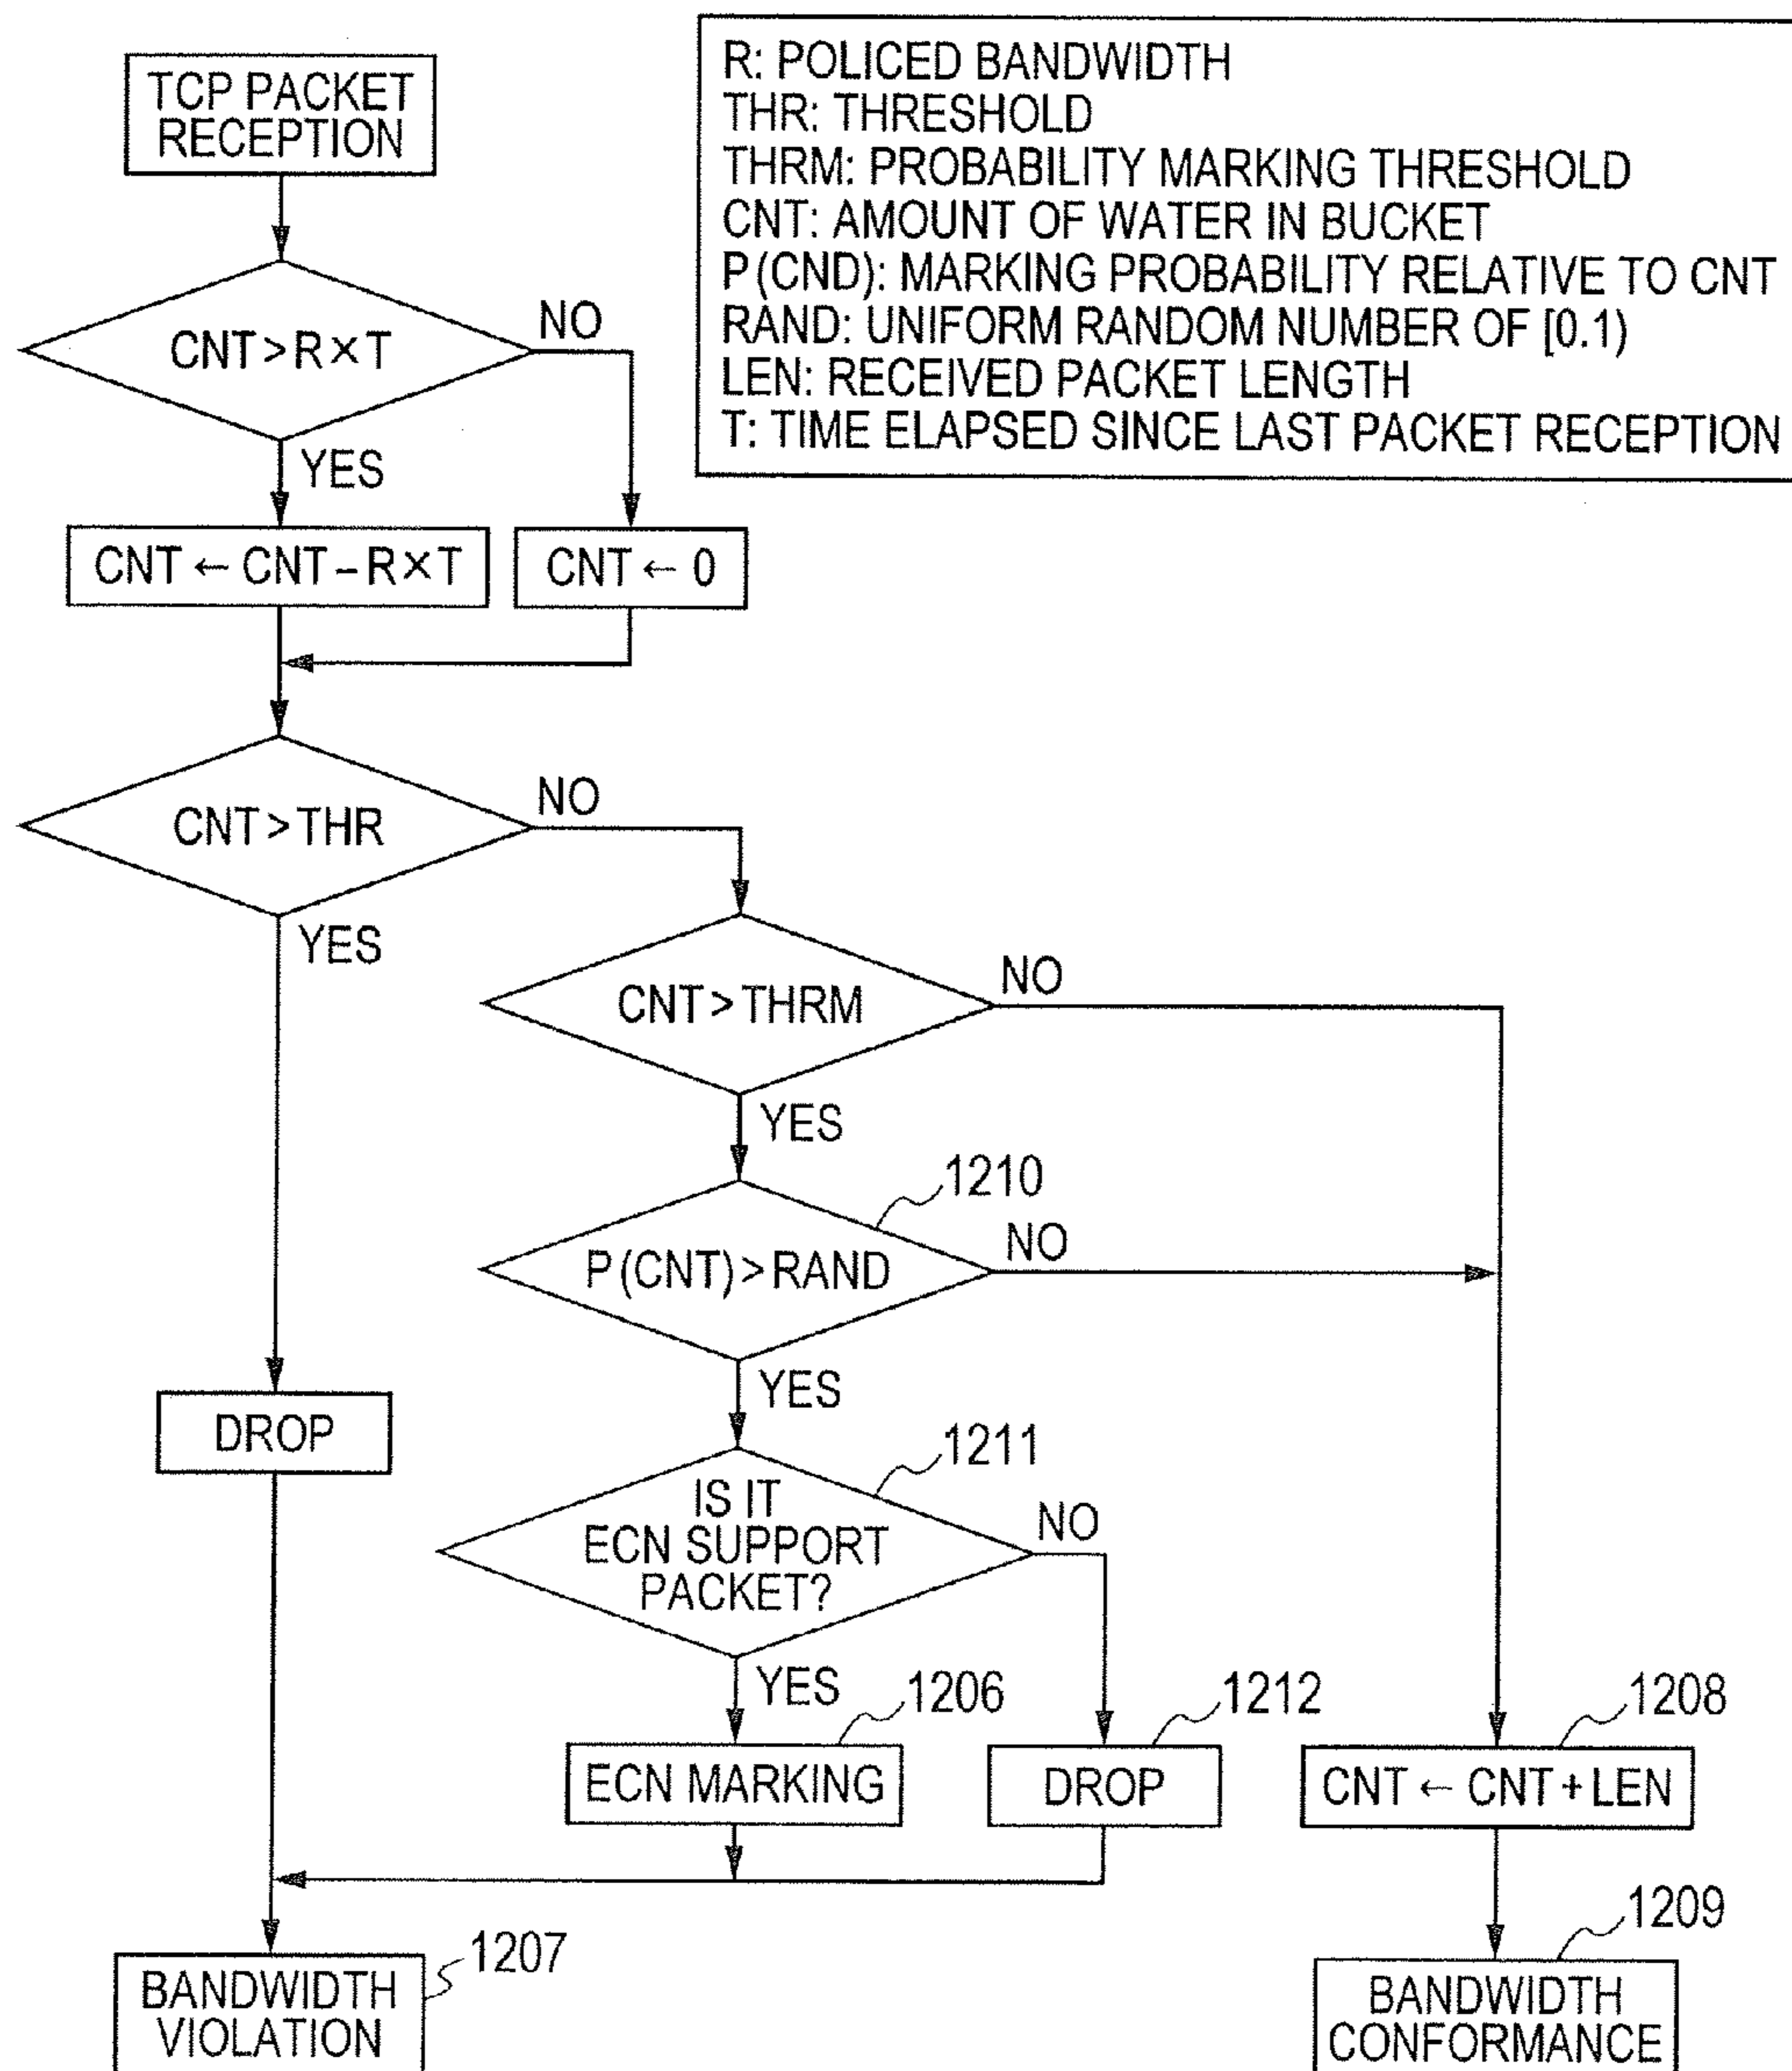 TCP PACKET
RECEPTION
R: POLICED BANDWIDTH
THR: THRESHOLD
THRM: PROBABILITY MARKING THRESHOLD
CNT: AMOUNT OF WATER IN BUCKET
P(CND): MARKING PROBABILITY RELATIVE TO CNT
RAND: UNIFORM RANDOM NUMBER OF [0.1)
LEN: RECEIVED PACKET LENGTH
T: TIME ELAPSED SINCE LAST PACKET RECEPTION
CNT>R×T
NO
YES
CNT ← CNT−R×T
CNT ← 0
CNT>THR
NO
YES
CNT>THRM
NO
YES
1210
P(CNT)>RAND
NO
YES
DROP
1211
IS IT
ECN SUPPORT
PACKET?
NO
YES
1206
1212
1208
ECN MARKING
DROP
CNT ← CNT+LEN
1207
1209
BANDWIDTH
VIOLATION
BANDWIDTH
CONFORMANCE